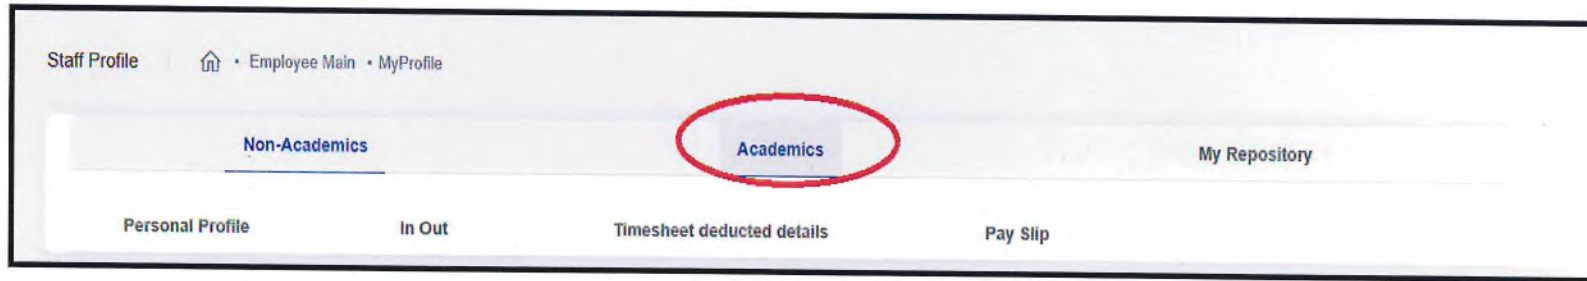 Staff Profile • Employee Main • MyProfile
Non-Academics Academics My Repository
Personal Profile In Out Timesheet deducted details Pay Slip